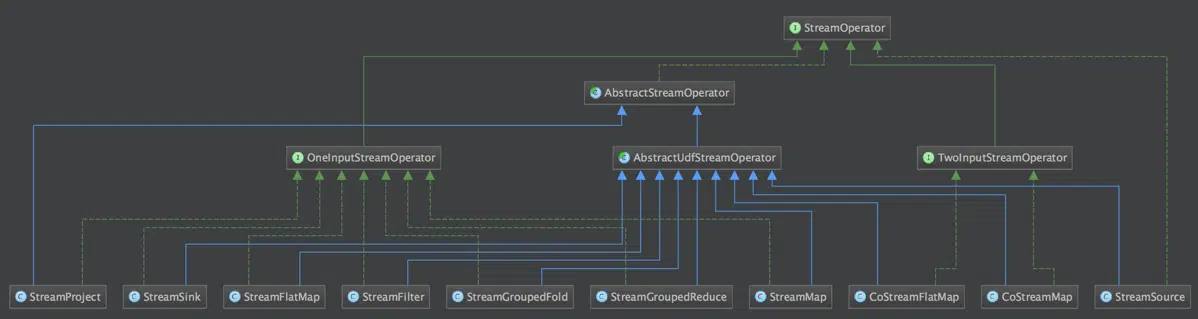 StreamOperator
AbstractStreamOperator
OneInputStreamOperator
AbstractUdfStreamOperator
TwoInputStreamOperator
StreamProject
StreamSink
StreamFlatMap
StreamFilter
StreamGroupedFold
StreamGroupedReduce
StreamMap
CoStreamFlatMap
CoStreamMap
StreamSource